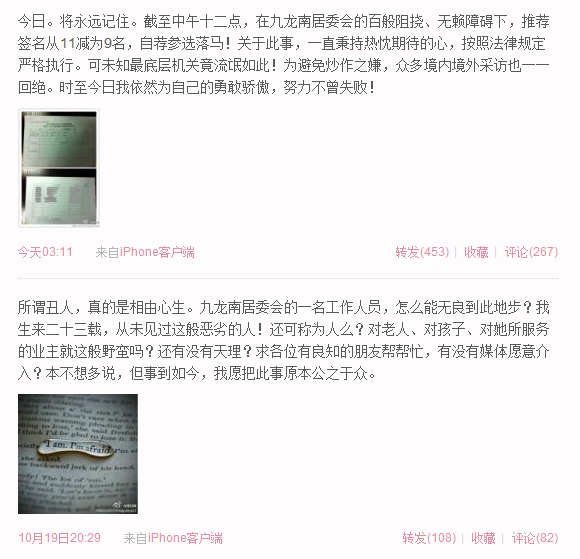 今日。将永远记住。截至中午十二点，在九龙南居委会的百般阻挠、无赖障碍下，推荐
签名从11减为9名，自荐参选落马！关于此事，一直秉持热忱期待的心，按照法律规定
严格执行。可未知最底层机关竟流氓如此！为避免炒作之嫌，众多境内境外采访也一一
回绝。时至今日我依然为自己的勇敢骄傲，努力不曾失败！
今天03:11 来自iPhone客户端 转发(453)| 收藏| 评论(267)
所谓丑人，真的是相由心生。九龙南居委会的一名工作人员，怎么能无良到此地步？我
生来二十三载，从未见过这般恶劣的人！还可称为人么？对老人、对孩子、对她所服务
的业主就这般野蛮吗？还有没有天理？求各位有良知的朋友帮帮忙，有没有媒体愿意介
入？本不想多说，但事到如今，我愿把此事原本公之于众。
I am. I'm afraid. I'm st
backward jerk of his head.
10月19日20:29 来自iPhone客户端 转发(108)| 收藏| 评论(82)